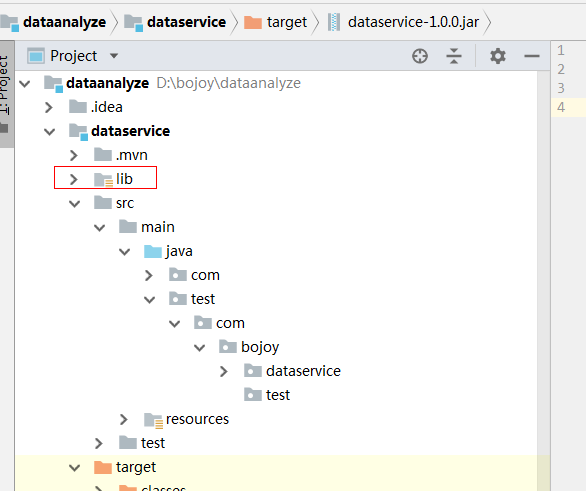 dataanalyze dataservice target dataservice-1.0.0.jar
1: Project
Project
dataanalyze D:\bojoy\dataanalyze
.idea
dataservice
.mvn
lib
src
main
java
com
test
com
bojoy
dataservice
test
resources
test
target
classes
1
2
3
4